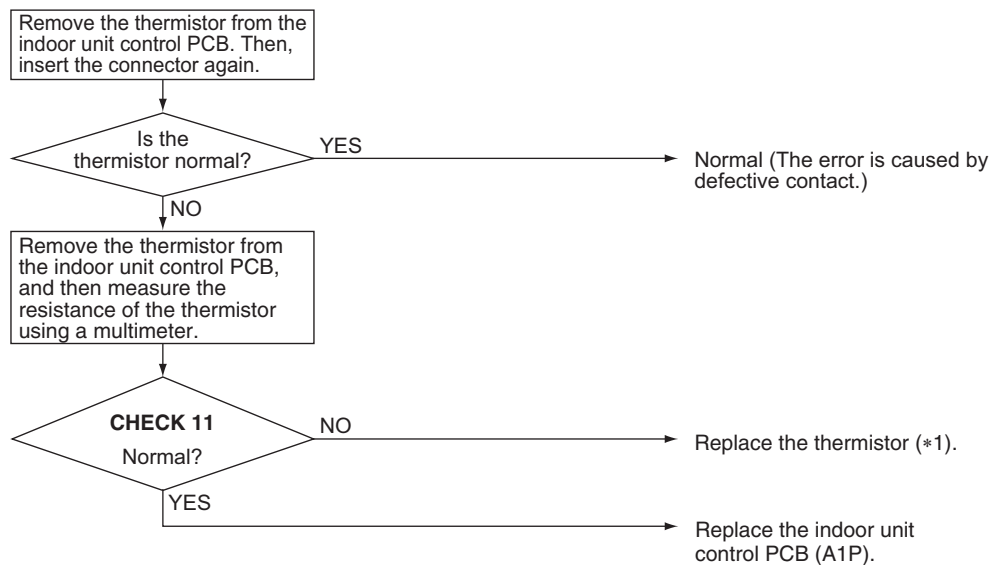 Remove the thermistor from the
indoor unit control PCB. Then,
insert the connector again.
Is the
thermistor normal?
YES
Normal (The error is caused by
defective contact.)
NO
Remove the thermistor from
the indoor unit control PCB,
and then measure the
resistance of the thermistor
using a multimeter.
CHECK 11
Normal?
NO
Replace the thermistor (*1).
YES
Replace the indoor unit
control PCB (A1P).